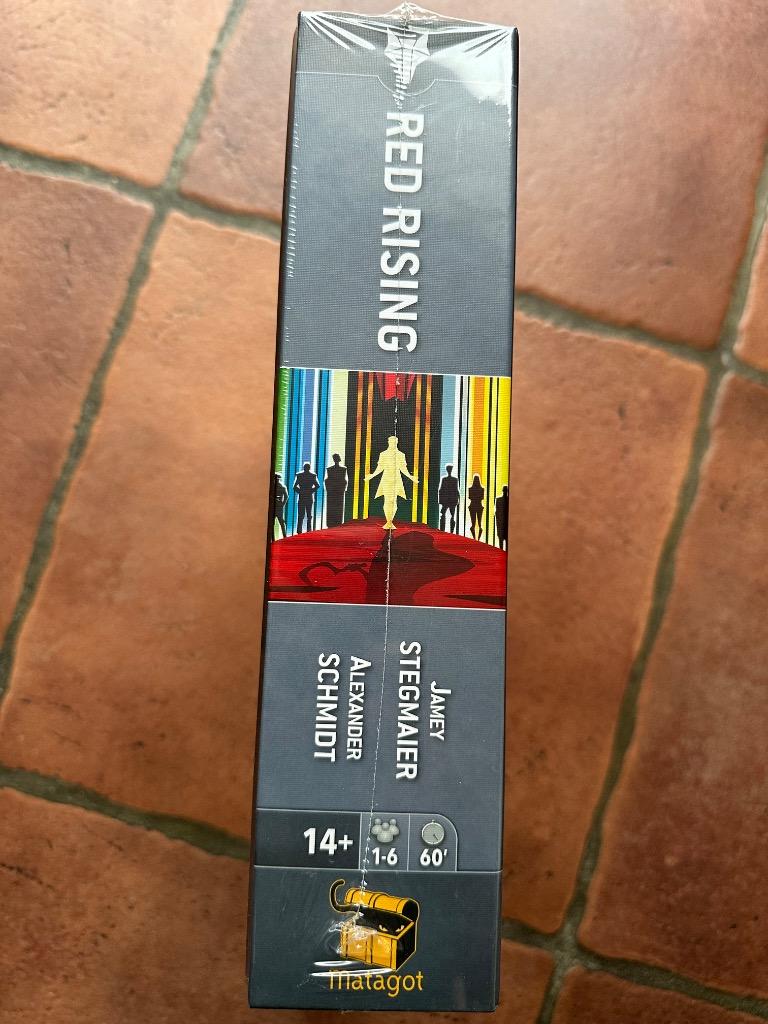 RED RISING
JAMEY
STEGMAIER
ALEXANDER
SCHMIDT
14+
1-6
60'
matagot